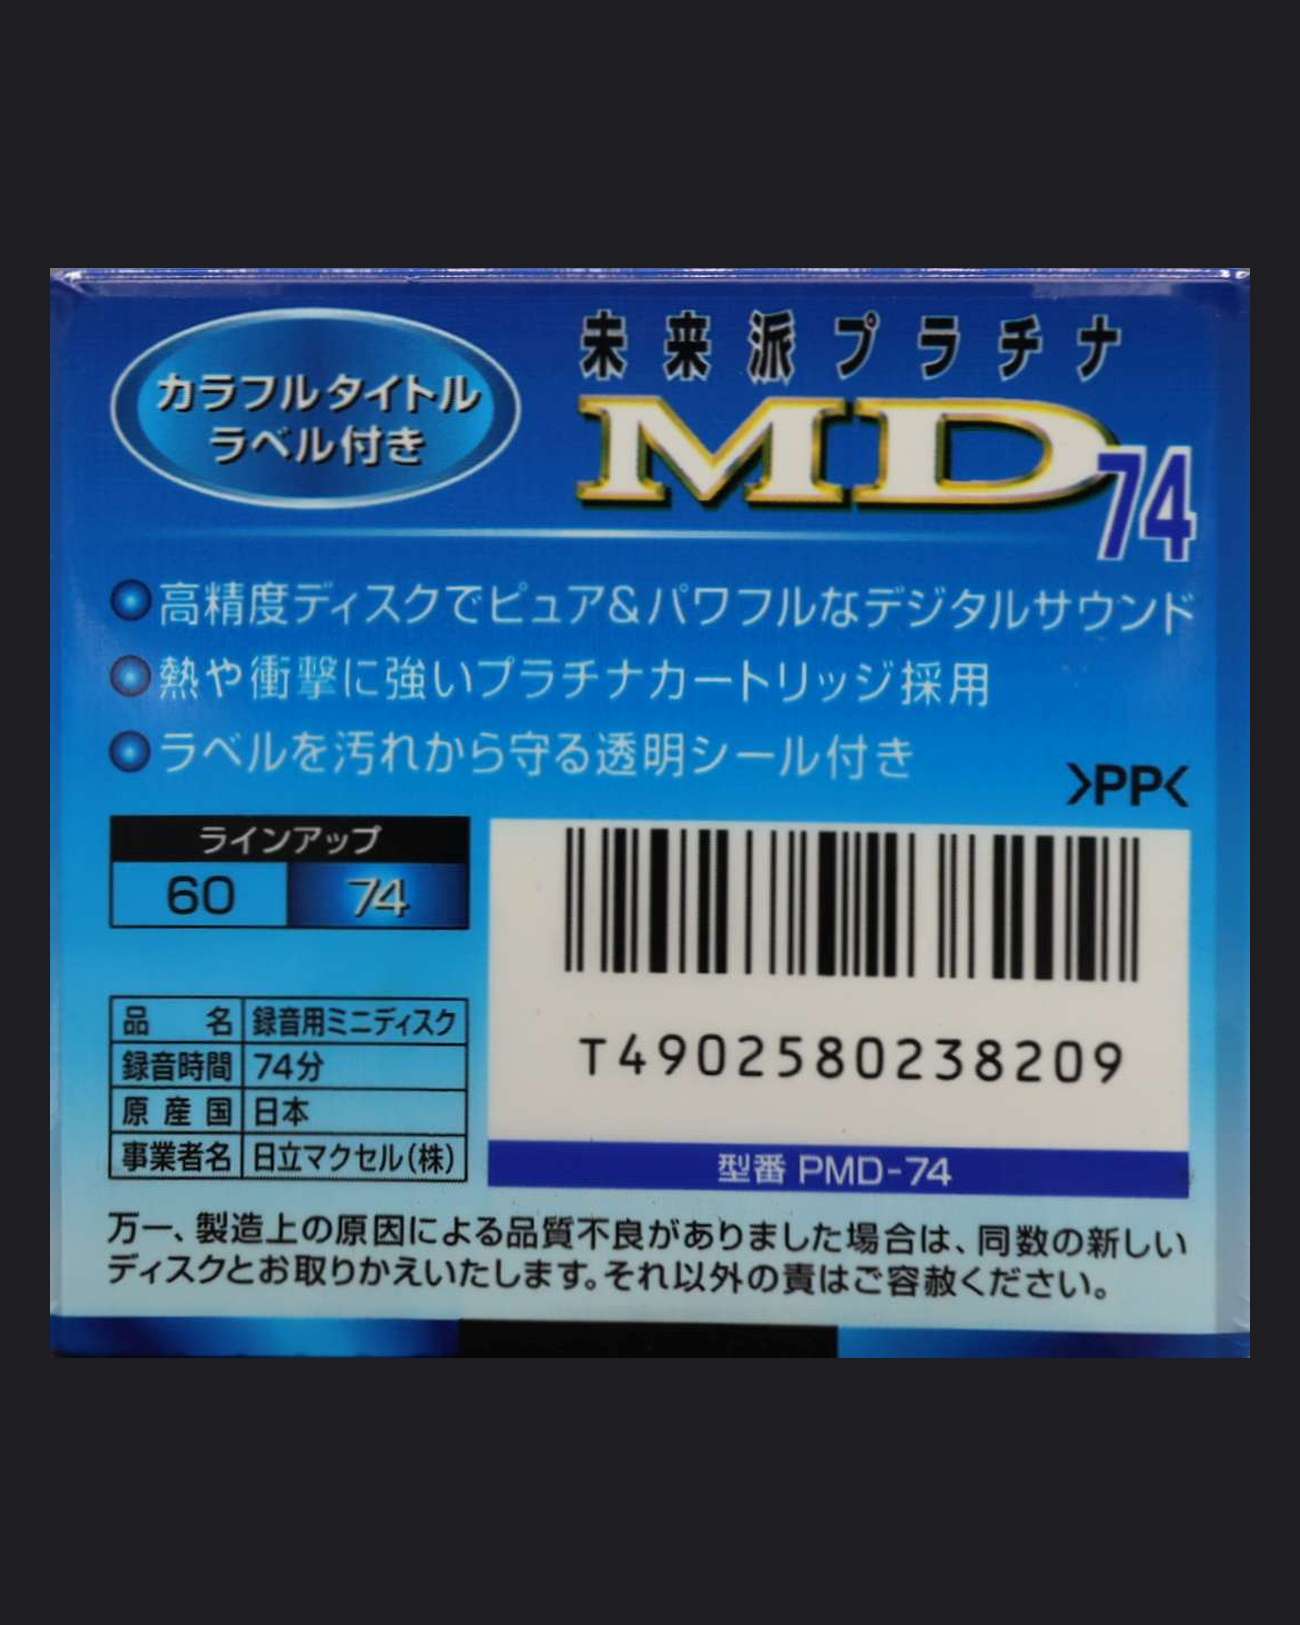 カラフルタイトル
ラベル付き
未来派プラチナ
MD74
高精度ディスクでピュア&パワフルなデジタルサウンド
熱や衝撃に強いプラチナカートリッジ採用
ラベルを汚れから守る透明シール付き
>PP<
ラインアップ
60 74
品名 録音用ミニディスク
録音時間 74分
原産国 日本
事業者名 日立マクセル(株)
T4902580238209
型番 PMD-74
万一、製造上の原因による品質不良がありました場合は、同数の新しい
ディスクとお取りかえいたします。それ以外の責はご容赦ください。